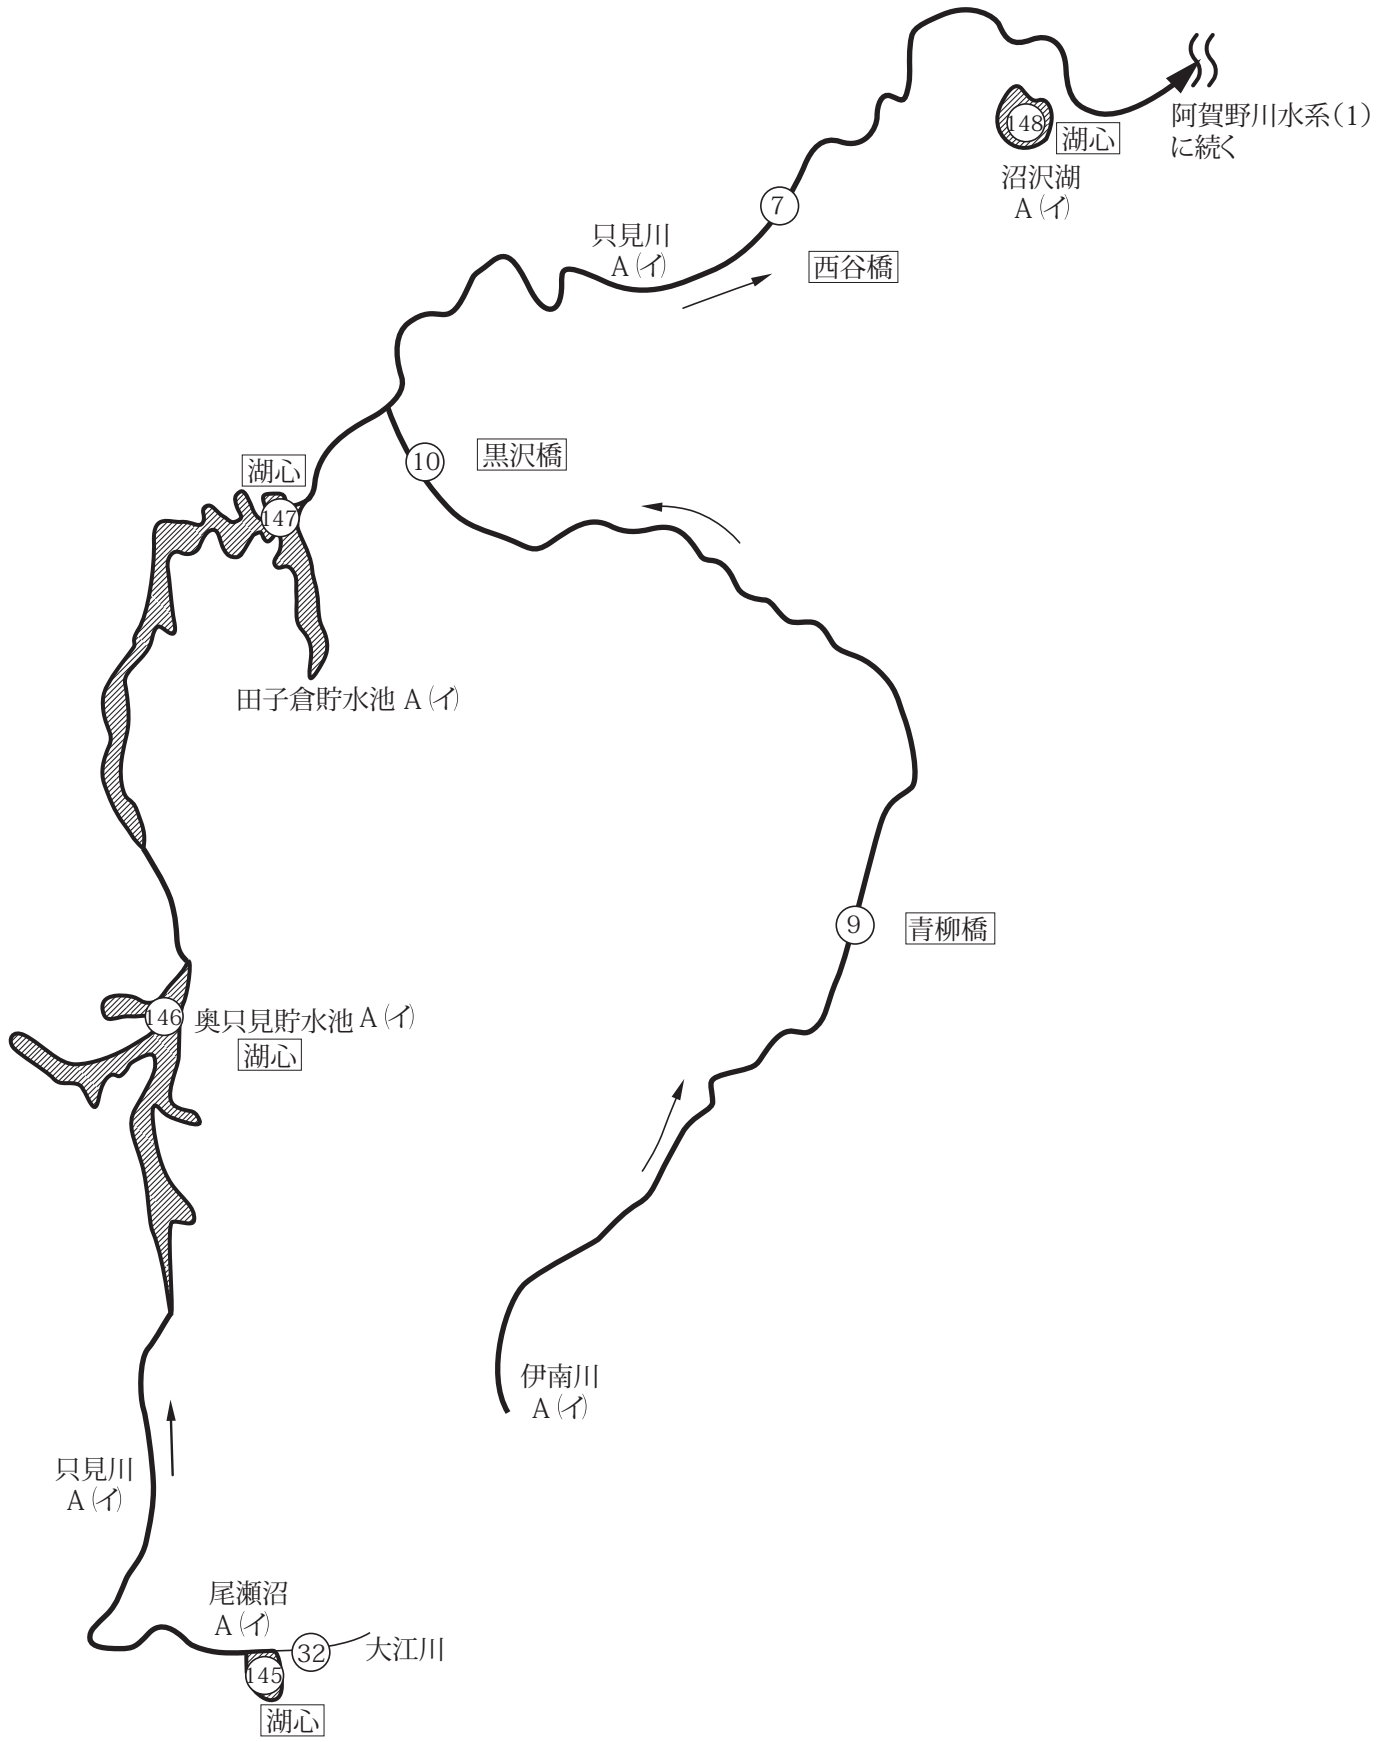 148
湖心
阿賀野川水系(1)
に続く
沼沢湖
A(イ)
7
只見川
A(イ)
西谷橋
10
黒沢橋
湖心
147
田子倉貯水池 A(イ)
9
青柳橋
146
奥只見貯水池 A(イ)
湖心
伊南川
A(イ)
只見川
A(イ)
尾瀬沼
A(イ)
32
大江川
145
湖心